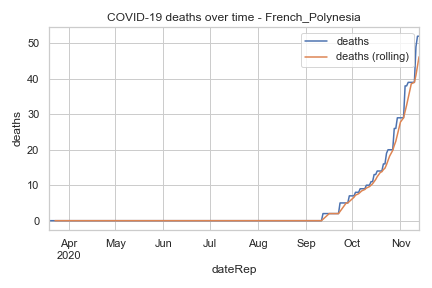 COVID-19 deaths over time - French_Polynesia
deaths
deaths (rolling)
deaths
50
40
30
20
10
0
Apr May Jun Jul Aug Sep Oct Nov
2020
dateRep